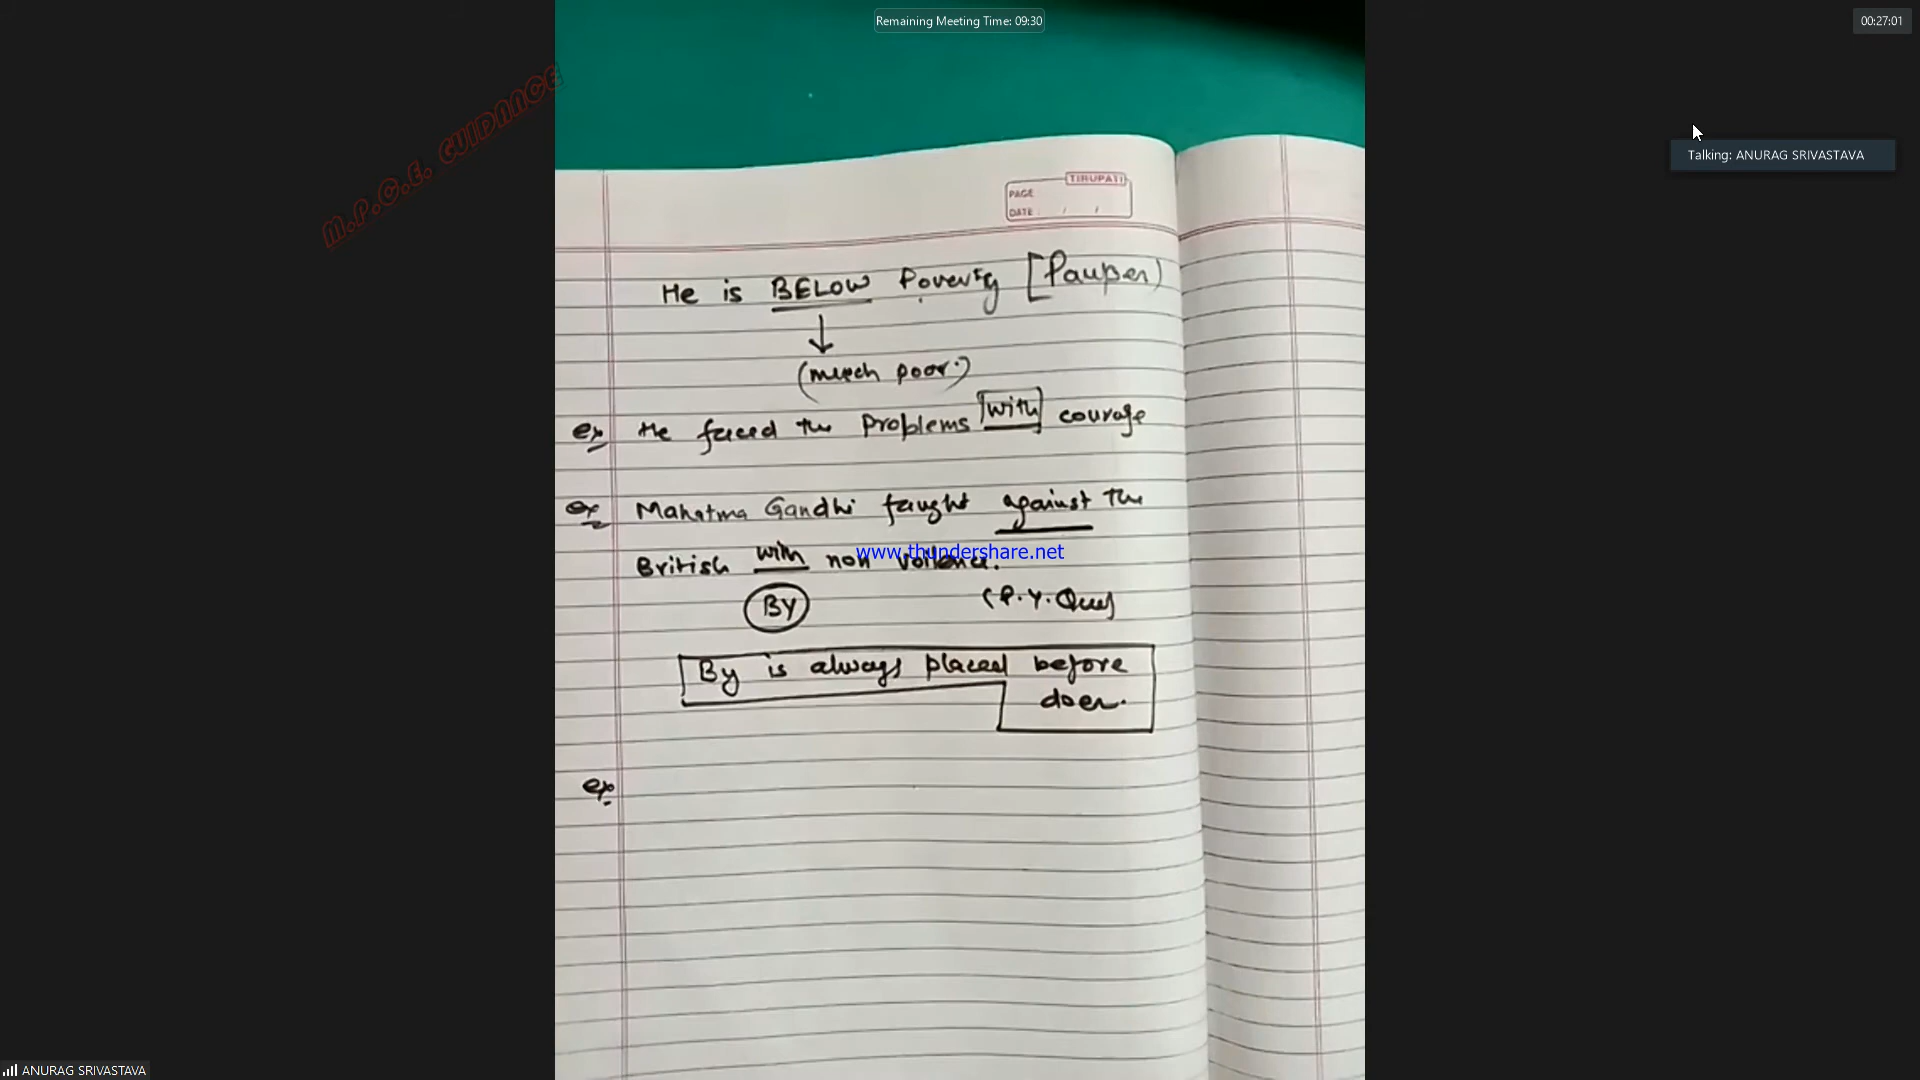 Remaining Meeting Time: 09:30
00:27:01
M.P.C.E. GUIDANCE
Talking: ANURAG SRIVASTAVA
TIRUPATI
PAGE
DATE : / /
He is BELOW Poverty [Pauper)
(much poor.)
ex He faced the Problems with courage
ex Mahatma Gandhi faught against the
British with non voilence.
www.thundershare.net
By (P.Y. Ques)
By is always placed before
doer.
ex
ANURAG SRIVASTAVA